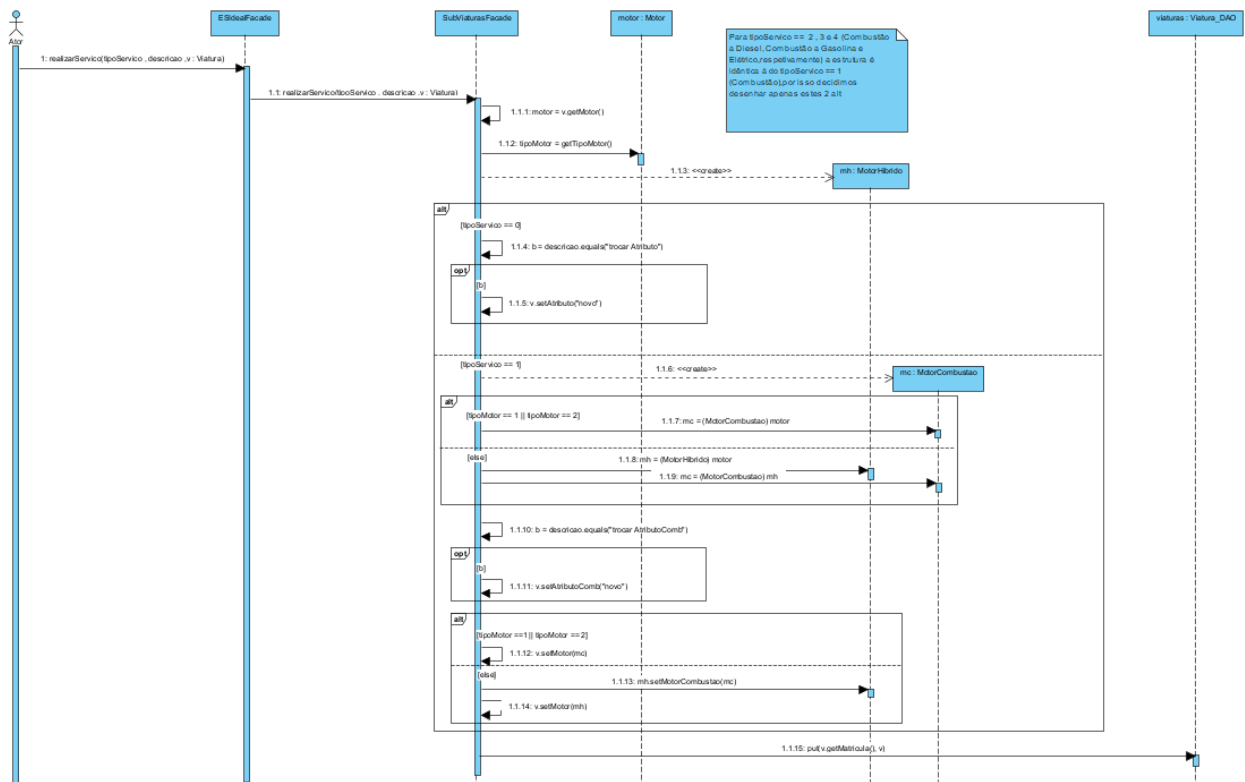 ESIdealFacade
SubViaturasFacade
motor : Motor
viaturas : Viatura_DAO
Ator
Para tipoServico == 2 , 3 e 4 (Combustão
a Diesel, Combustão a Gasolina e
Elétrico,respetivamente) a estrutura é
idêntica á do tipoServico == 1
(Combustão),por isso decidimos
desenhar apenas estes 2 alt
1: realizarServico(tipoServico , descricao ,v : Viatura)
1.1: realizarServico(tipoServico , descricao ,v : Viatura)
1.1.1: motor = v.getMotor()
1.1.2: tipoMotor = getTipoMotor()
1.1.3: <<create>>
mh : MotorHibrido
alt
[tipoServico == 0]
1.1.4: b = descricao.equals("trocar Atributo")
opt
[b]
1.1.5: v.setAtributo("novo")
[tipoServico == 1]
1.1.6: <<create>>
mc : MotorCombustao
alt
[tipoMotor == 1 || tipoMotor == 2]
1.1.7: mc = (MotorCombustao) motor
[else]
1.1.8: mh = (MotorHibrido) motor
1.1.9: mc = (MotorCombustao) mh
1.1.10: b = descricao.equals("trocar AtributoComb")
opt
[b]
1.1.11: v.setAtributoComb("novo")
alt
[tipoMotor ==1|| tipoMotor ==2]
1.1.12: v.setMotor(mc)
[else]
1.1.13: mh.setMotorCombustao(mc)
1.1.14: v.setMotor(mh)
1.1.15: put(v.getMatricula(), v)